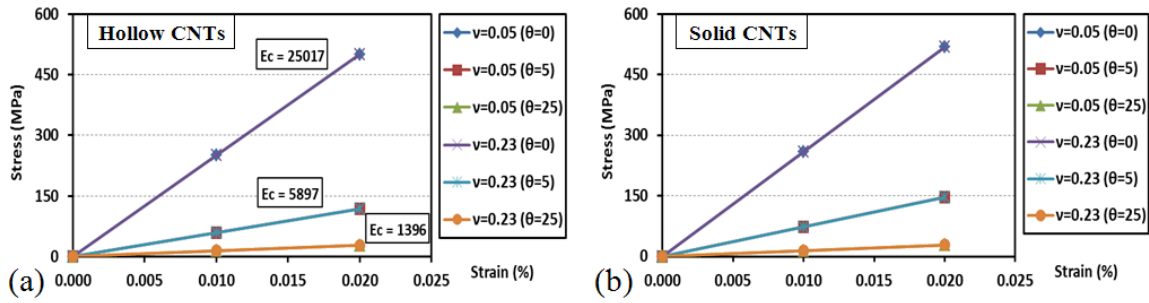 Hollow CNTs
600
450
300
150
0
Stress (MPa)
Ec = 25017
Ec = 5897
Ec = 1396
0.000 0.005 0.010 0.015 0.020 0.025
Strain (%)
ν=0.05 (θ=0)
ν=0.05 (θ=5)
ν=0.05 (θ=25)
ν=0.23 (θ=0)
ν=0.23 (θ=5)
ν=0.23 (θ=25)
(a)
Solid CNTs
600
450
300
150
0
Stress (MPa)
0.000 0.005 0.010 0.015 0.020 0.025
Strain (%)
ν=0.05 (θ=0)
ν=0.05 (θ=5)
ν=0.05 (θ=25)
ν=0.23 (θ=0)
ν=0.23 (θ=5)
ν=0.23 (θ=25)
(b)